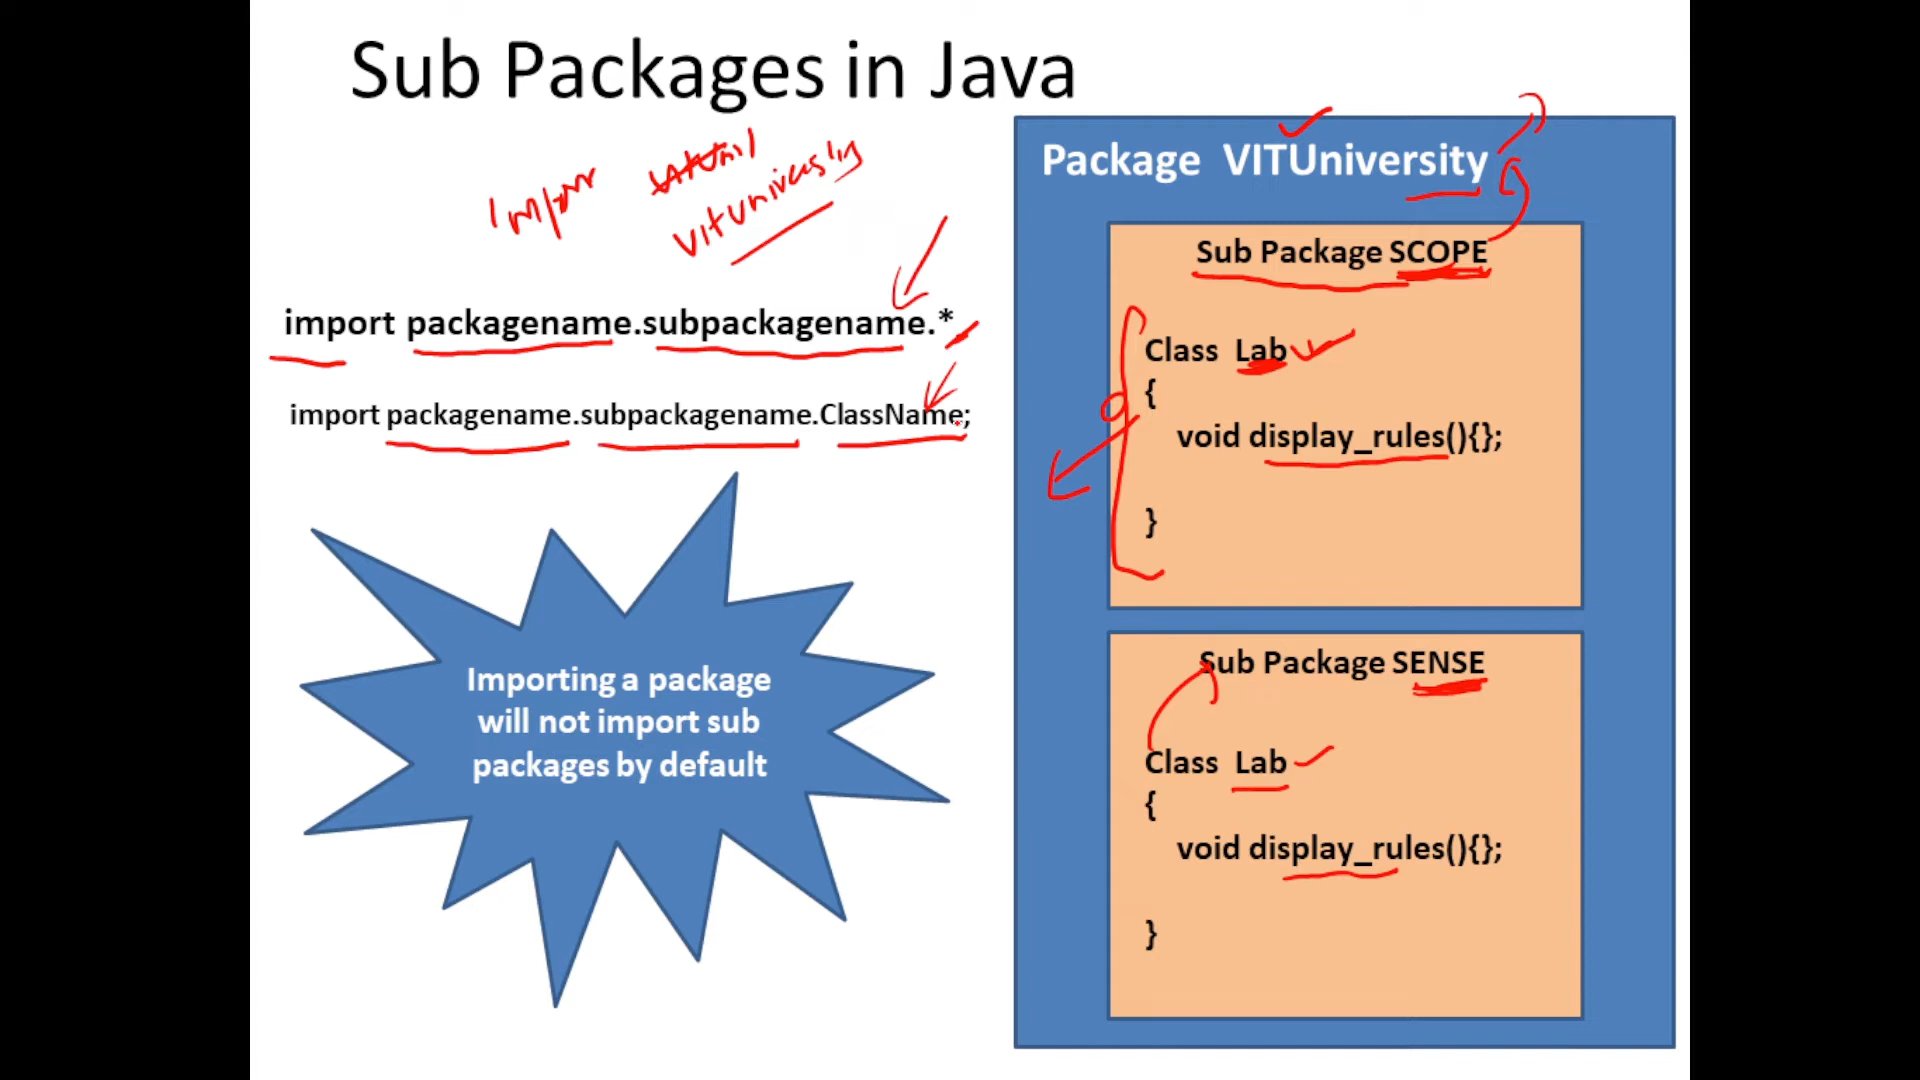 Sub Packages in Java
import packagename.subpackagename.*
import packagename.subpackagename.ClassName;
Importing a package
will not import sub
packages by default
Package VITUniversity
Sub Package SCOPE
Class Lab
{
void display_rules(){};
}
Sub Package SENSE
Class Lab
{
void display_rules(){};
}